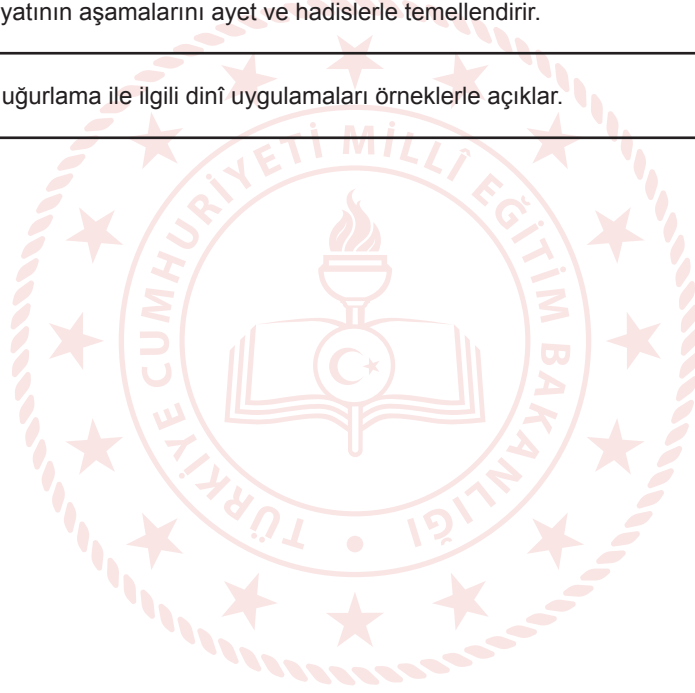 yatının aşamalarını ayet ve hadislerle temellendirir.
uğurlama ile ilgili dinî uygulamaları örneklerle açıklar.
TÜRKİYE CUMHURİYETİ MİLLÎ EĞİTİM BAKANLIĞI